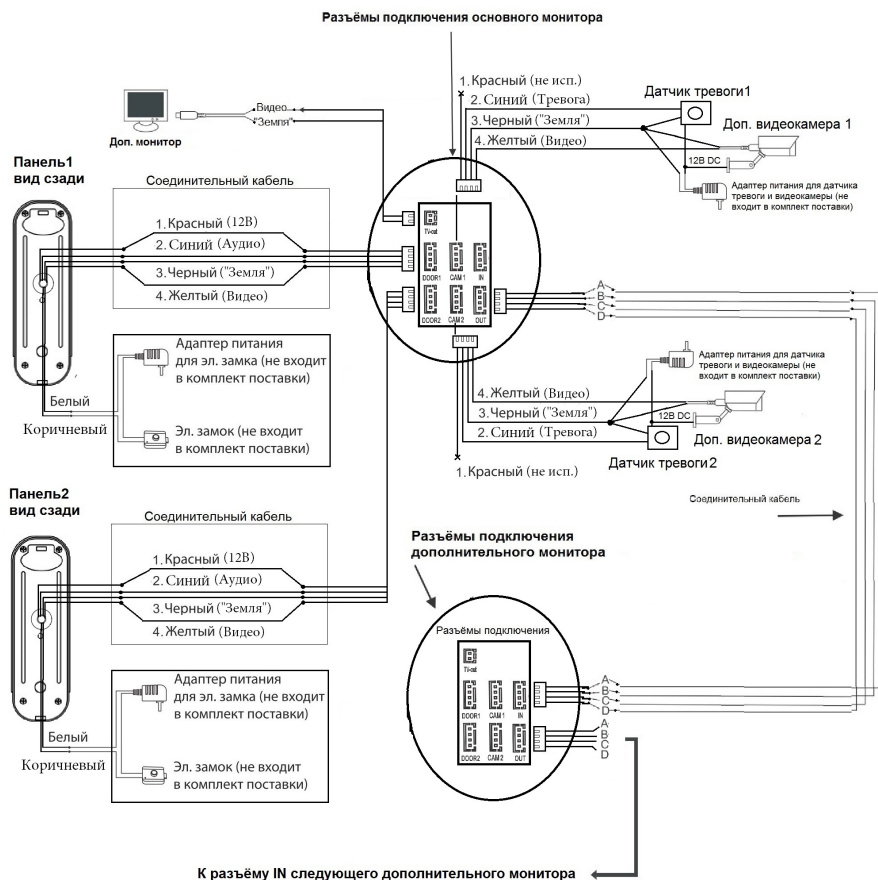 Разъёмы подключения основного монитора
Видео
"Земля"
Доп. монитор
1. Красный (не исп.)
2. Синий (Тревога)
3. Черный ("Земля")
4. Желтый (Видео)
Датчик тревоги1
Доп. видеокамера 1
12В DC
Адаптер питания для датчика
тревоги и видеокамеры (не
входит в комплект поставки)
Панель1
вид сзади
Соединительный кабель
1. Красный (12В)
2. Синий (Аудио)
3. Черный ("Земля")
4. Желтый (Видео)
TV-out
DOOR1
CAM 1
IN
DOOR2
CAM 2
OUT
A
B
C
D
Адаптер питания
для эл. замка (не входит
в комплект поставки)
Белый
Коричневый
Эл. замок (не входит
в комплект поставки)
Адаптер питания для датчика
тревоги и видеокамеры (не
входит в комплект поставки)
4. Желтый (Видео)
3. Черный ("Земля")
2. Синий (Тревога)
1. Красный (не исп.)
12В DC
Доп. видеокамера 2
Датчик тревоги2
Соединительный кабель
Панель2
вид сзади
Соединительный кабель
1. Красный (12В)
2. Синий (Аудио)
3. Черный ("Земля")
4. Желтый (Видео)
Адаптер питания
для эл. замка (не входит
в комплект поставки)
Белый
Коричневый
Эл. замок (не входит
в комплект поставки)
Разъёмы подключения
дополнительного монитора
Разъёмы подключения
TV-out
DOOR1
CAM 1
IN
DOOR2
CAM 2
OUT
A
B
C
D
A
B
C
D
К разъёму IN следующего дополнительного монитора